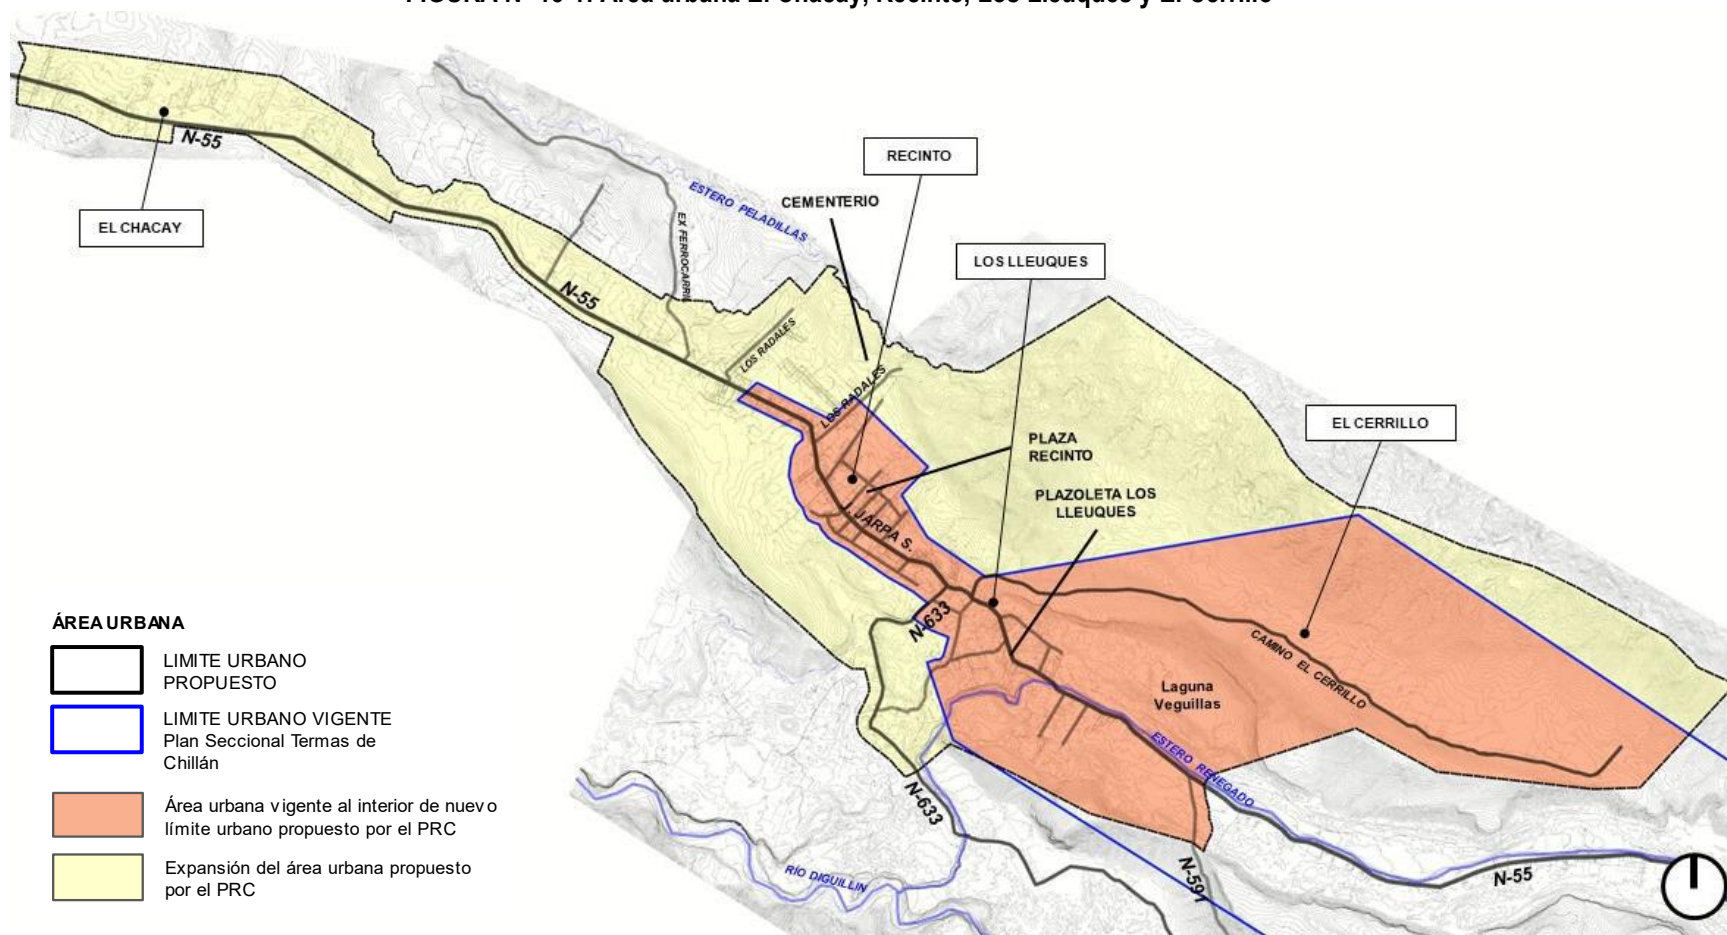 N-55
EL CHACAY
RECINTO
CEMENTERIO
ESTERO PELADILLAS
EX FERROCARRIL
LOS LLEUQUES
N-55
LOS RADALES
LOS RADALES
EL CERRILLO
PLAZA
RECINTO
PLAZOLETA LOS
LLEUQUES
J. JARPA S.
N-633
CAMINO EL CERRILLO
Laguna
Veguillas
ESTERO RENEGADO
N-633
RÍO DIGUILLIN
N-591
N-55
ÁREA URBANA
LIMITE URBANO
PROPUESTO
LIMITE URBANO VIGENTE
Plan Seccional Termas de
Chillán
Área urbana vigente al interior de nuevo
límite urbano propuesto por el PRC
Expansión del área urbana propuesto
por el PRC